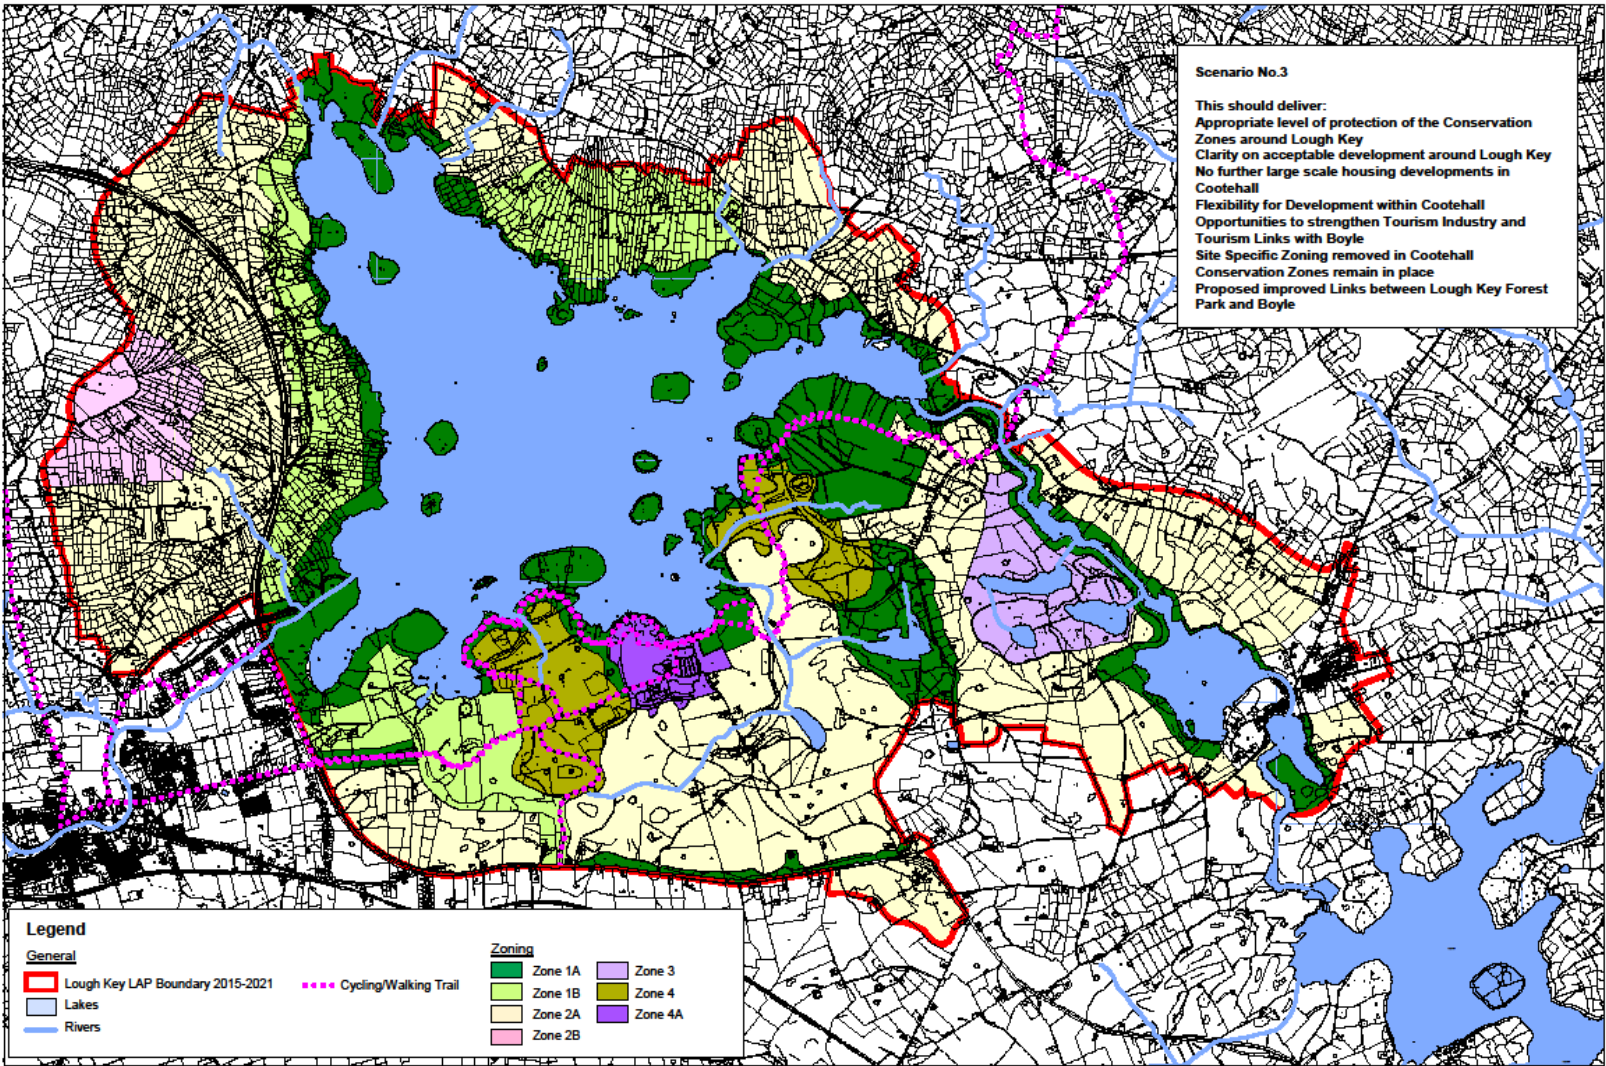 Scenario No.3
This should deliver:
Appropriate level of protection of the Conservation
Zones around Lough Key
Clarity on acceptable development around Lough Key
No further large scale housing developments in
Cootehall
Flexibility for Development within Cootehall
Opportunities to strengthen Tourism Industry and
Tourism Links with Boyle
Site Specific Zoning removed in Cootehall
Conservation Zones remain in place
Proposed improved Links between Lough Key Forest
Park and Boyle
Legend
General
Lough Key LAP Boundary 2015-2021
Lakes
Rivers
Cycling/Walking Trail
Zoning
Zone 1A
Zone 1B
Zone 2A
Zone 2B
Zone 3
Zone 4
Zone 4A